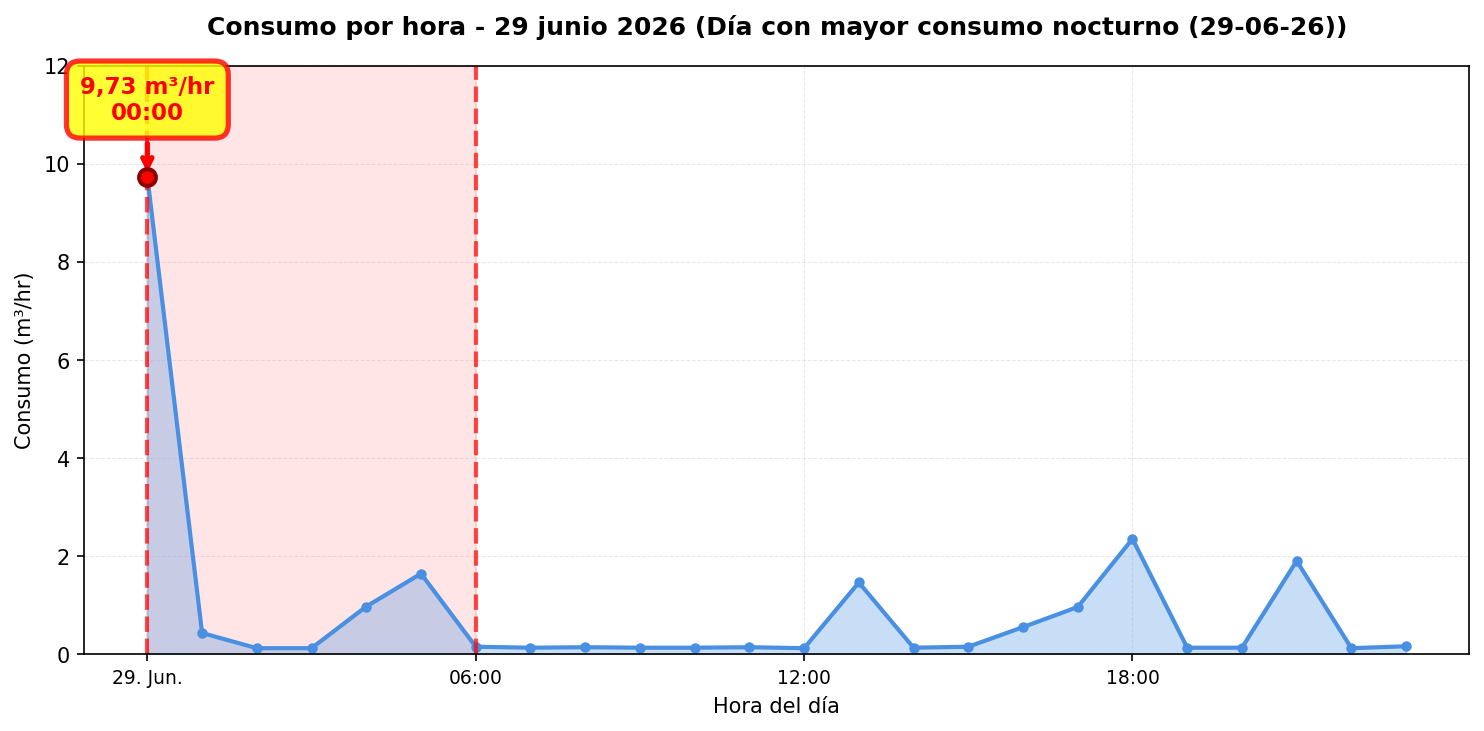 Consumo por hora - 29 junio 2026 (Día con mayor consumo nocturno (29-06-26))
12
9,73 m³/hr
00:00
10
8
6
4
2
0
Consumo (m³/hr)
29. Jun.
06:00
12:00
18:00
Hora del día